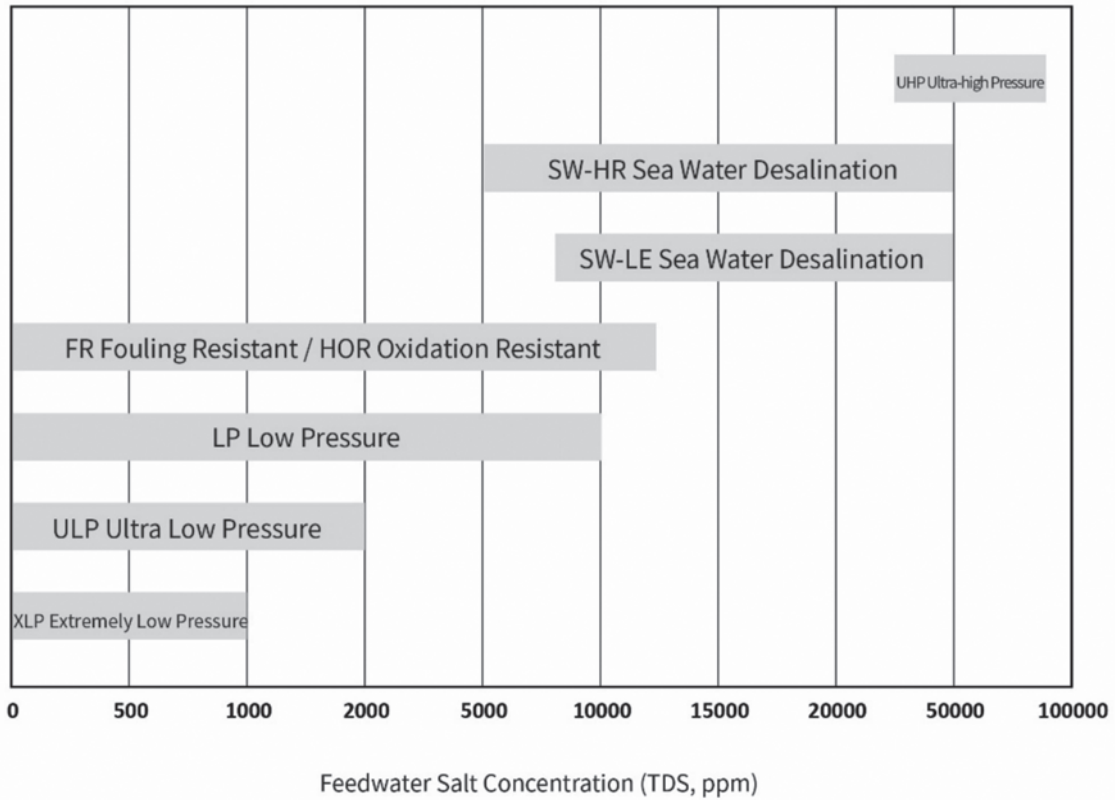 UHP Ultra-high Pressure
SW-HR Sea Water Desalination
SW-LE Sea Water Desalination
FR Fouling Resistant / HOR Oxidation Resistant
LP Low Pressure
ULP Ultra Low Pressure
XLP Extremely Low Pressure
0 500 1000 2000 5000 10000 15000 20000 50000 100000
Feedwater Salt Concentration (TDS, ppm)